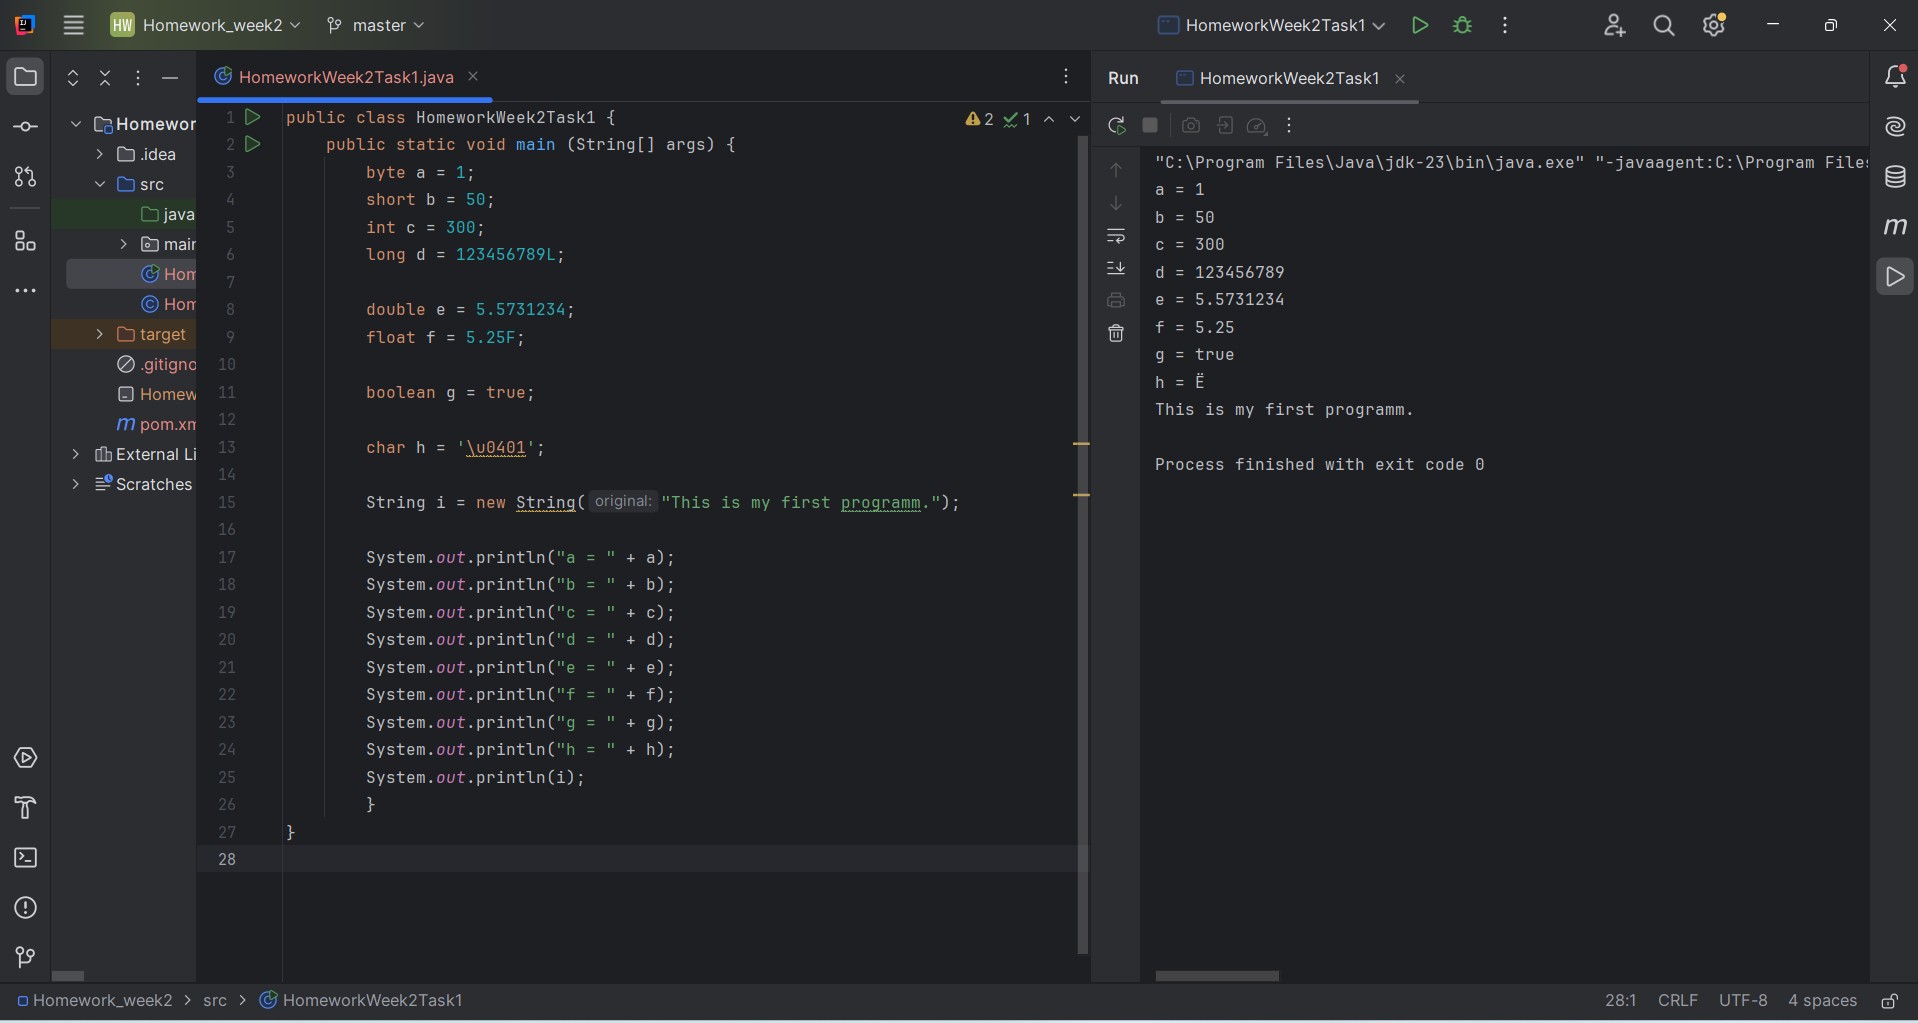 HW Homework_week2 master HomeworkWeek2Task1
HomeworkWeek2Task1.java
Run HomeworkWeek2Task1
Homewor
.idea
src
java
mair
Hom
Hom
target
.gitigno
Homew
pom.xm
External Li
Scratches
2 1
1 public class HomeworkWeek2Task1 {
2 public static void main (String[] args) {
3 byte a = 1;
4 short b = 50;
5 int c = 300;
6 long d = 123456789L;
7
8 double e = 5.5731234;
9 float f = 5.25F;
10
11 boolean g = true;
12
13 char h = '\u0401';
14
15 String i = new String( original: "This is my first programm.");
16
17 System.out.println("a = " + a);
18 System.out.println("b = " + b);
19 System.out.println("c = " + c);
20 System.out.println("d = " + d);
21 System.out.println("e = " + e);
22 System.out.println("f = " + f);
23 System.out.println("g = " + g);
24 System.out.println("h = " + h);
25 System.out.println(i);
26 }
27 }
28
"C:\Program Files\Java\jdk-23\bin\java.exe" "-javaagent:C:\Program Files
a = 1
b = 50
c = 300
d = 123456789
e = 5.5731234
f = 5.25
g = true
h = Ё
This is my first programm.
Process finished with exit code 0
m
Homework_week2 > src > HomeworkWeek2Task1
28:1 CRLF UTF-8 4 spaces